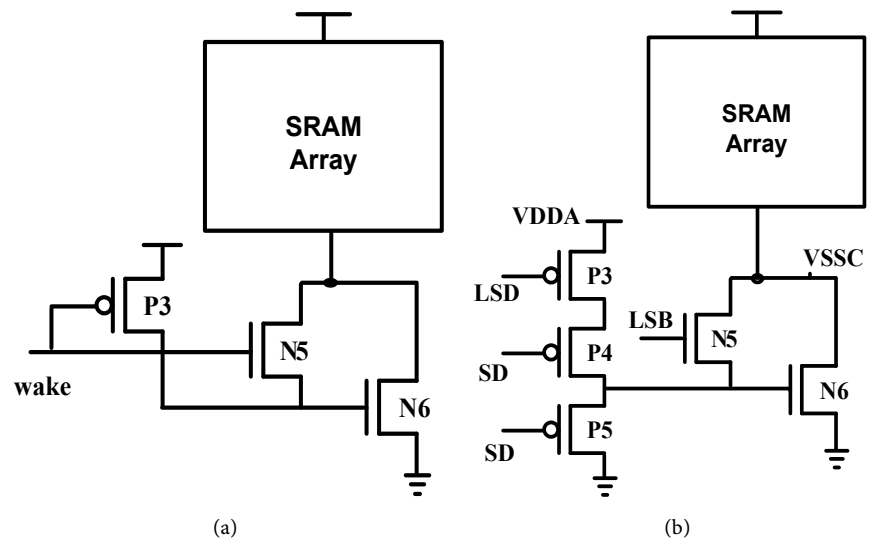 SRAM
Array
P3
N5
wake
N6
(a)
SRAM
Array
VDDA
P3
LSD
VSSC
LSB
N5
P4
SD
N6
P5
SD
(b)